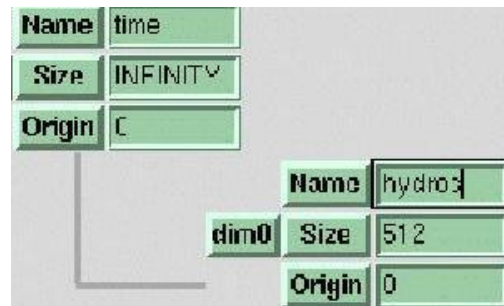 Name time
Size INFINITY
Origin 0
Name hydros
dim0 Size 512
Origin 0